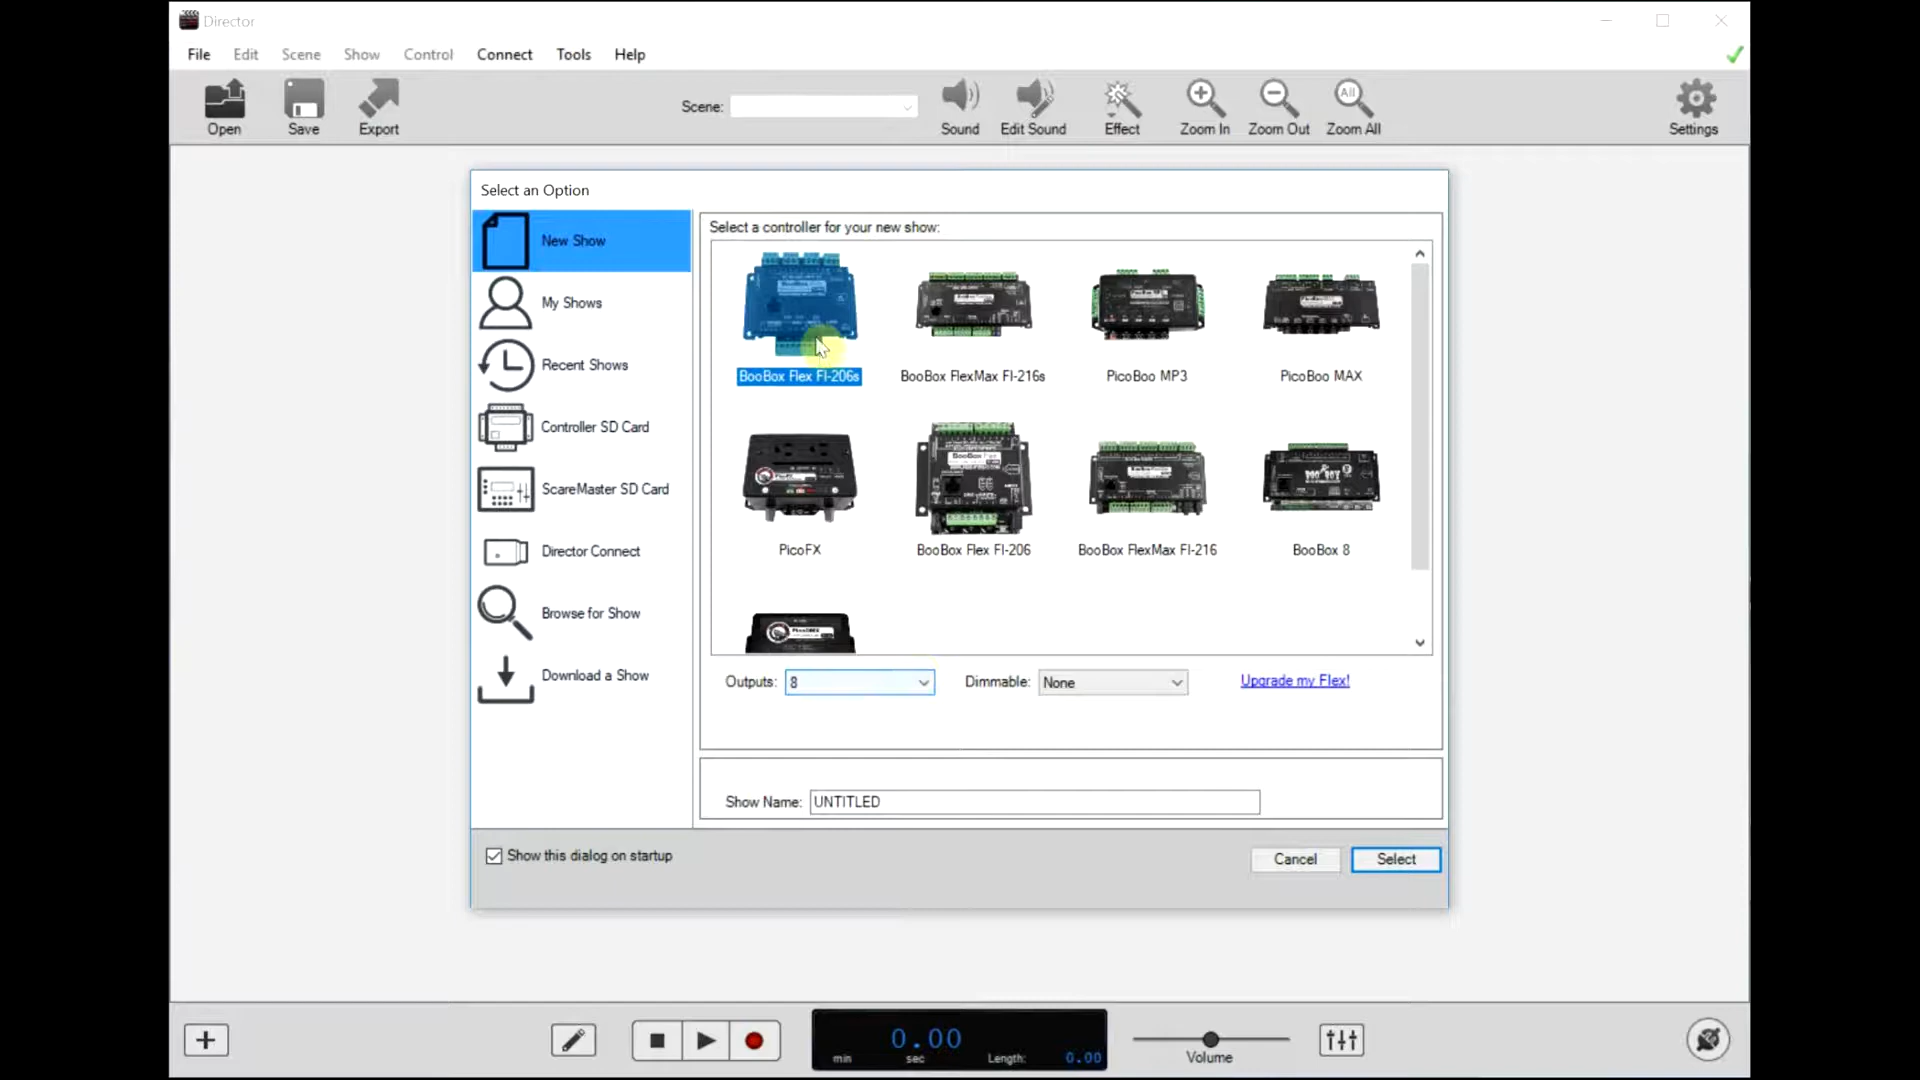 Director
File Edit Scene Show Control Connect Tools Help
Open Save Export Scene: Sound Edit Sound Effect Zoom In Zoom Out All Zoom All Settings
Select an Option
New Show
My Shows
Recent Shows
Controller SD Card
ScareMaster SD Card
Director Connect
Browse for Show
Download a Show
Select a controller for your new show:
BooBox Flex FI-206s BooBox FlexMax FI-216s PicoBoo MP3 PicoBoo MAX
PicoFX BooBox Flex FI-206 BooBox FlexMax FI-216 BooBox 8
Outputs: 8 Dimmable: None Upgrade my Flex!
Show Name: UNTITLED
Show this dialog on startup Cancel Select
0.00
min sec Length: 0.00
Volume